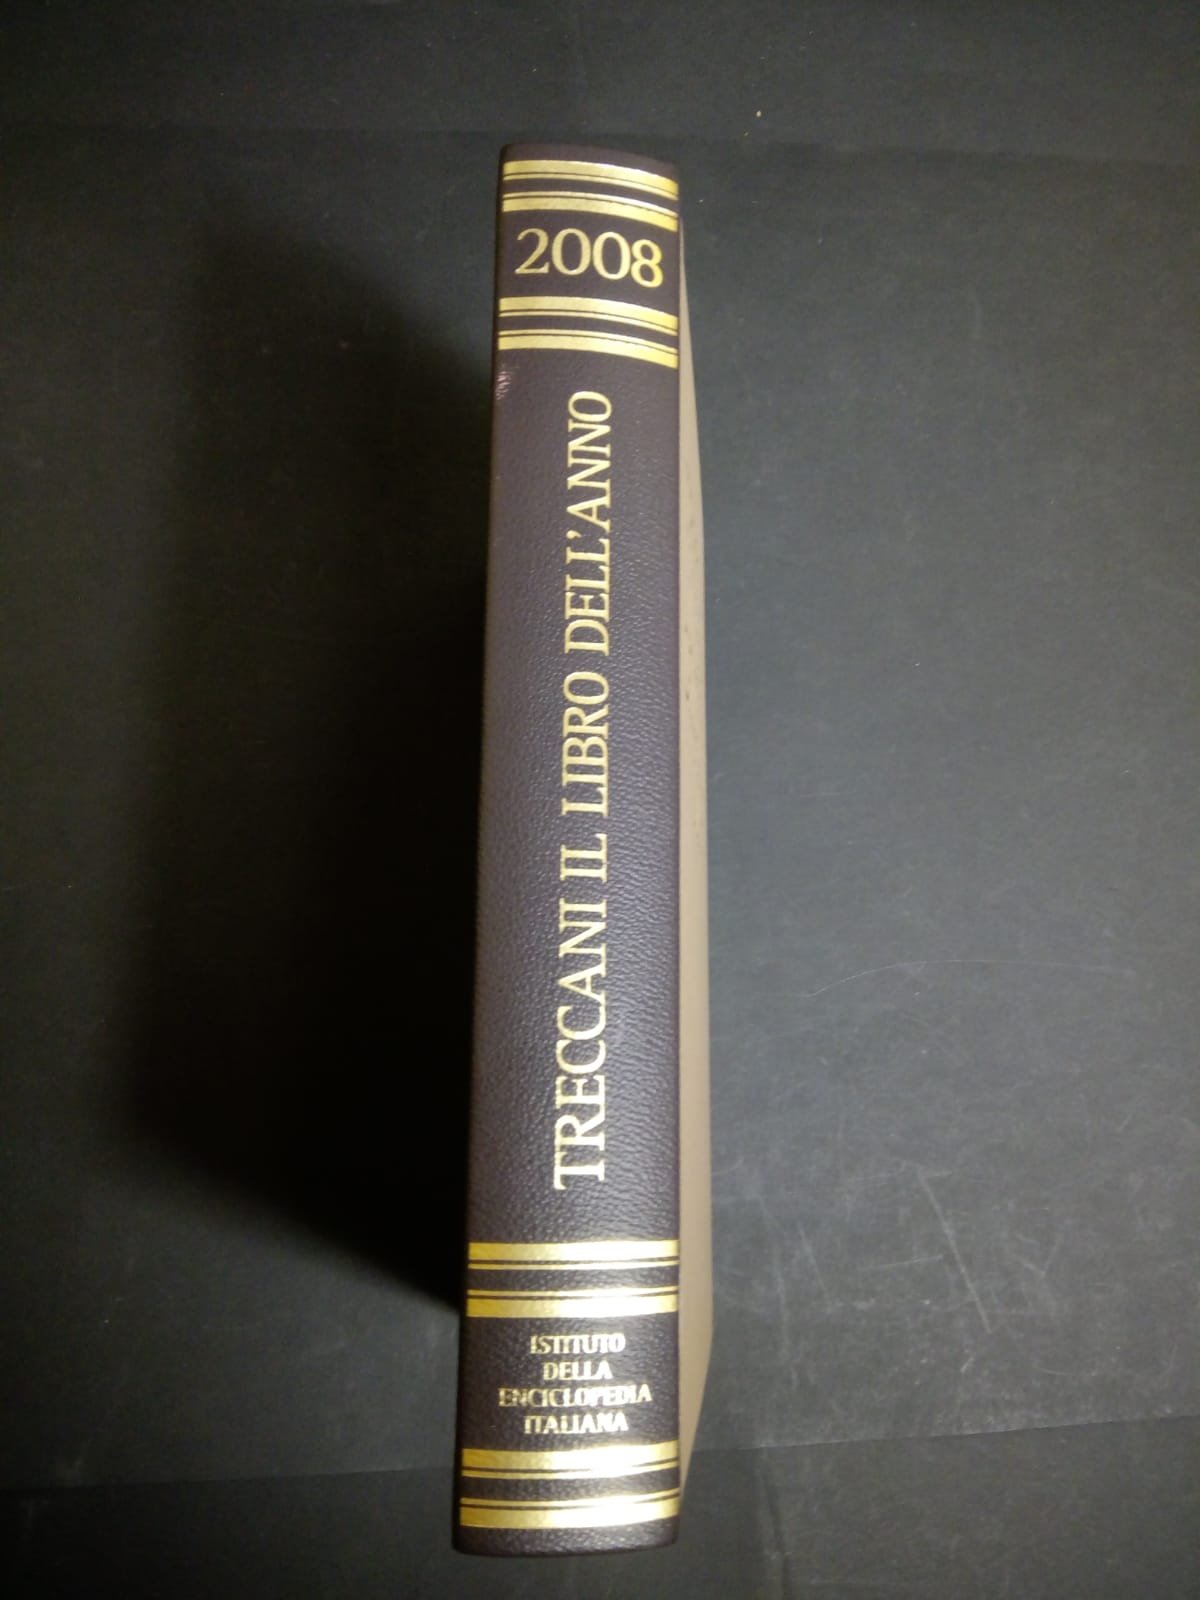 2008
TRECCANI IL LIBRO DELL'ANNO
ISTITUTO
DELLA
ENCICLOPEDIA
ITALIANA